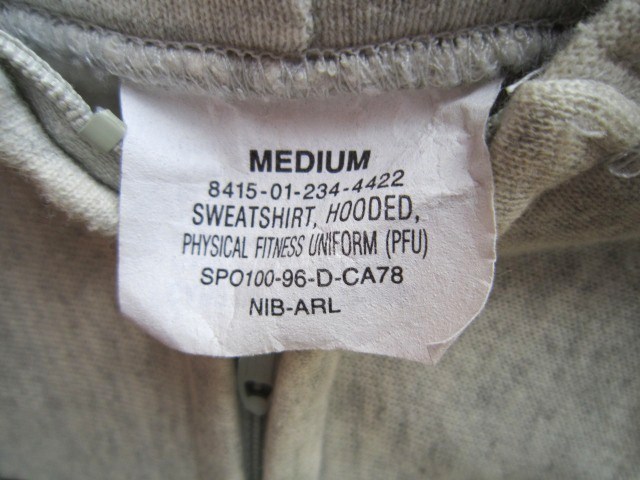 MEDIUM
8415-01-234-4422
SWEATSHIRT, HOODED,
PHYSICAL FITNESS UNIFORM (PFU)
SPO100-96-D-CA78
NIB-ARL